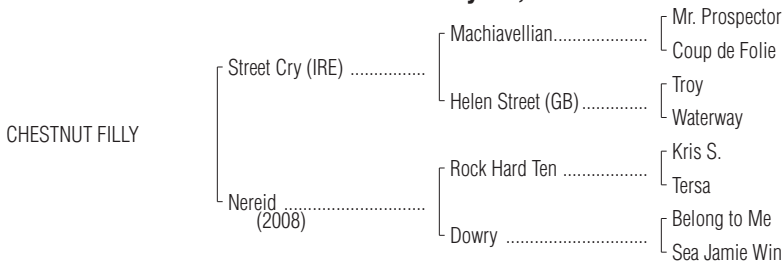 Mr. Prospector
Machiavellian....................
Coup de Folie
Street Cry (IRE) ................
Troy
Helen Street (GB)..............
Waterway
CHESTNUT FILLY
Kris S.
Rock Hard Ten ..................
Tersa
Nereid ............................
(2008)
Belong to Me
Dowry ..............................
Sea Jamie Win